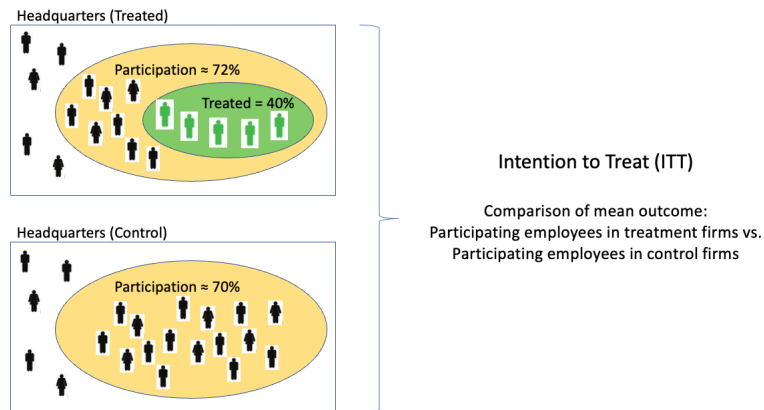 Headquarters (Treated)
Participation ≈ 72%
Treated = 40%
Headquarters (Control)
Participation ≈ 70%
Intention to Treat (ITT)
Comparison of mean outcome:
Participating employees in treatment firms vs.
Participating employees in control firms